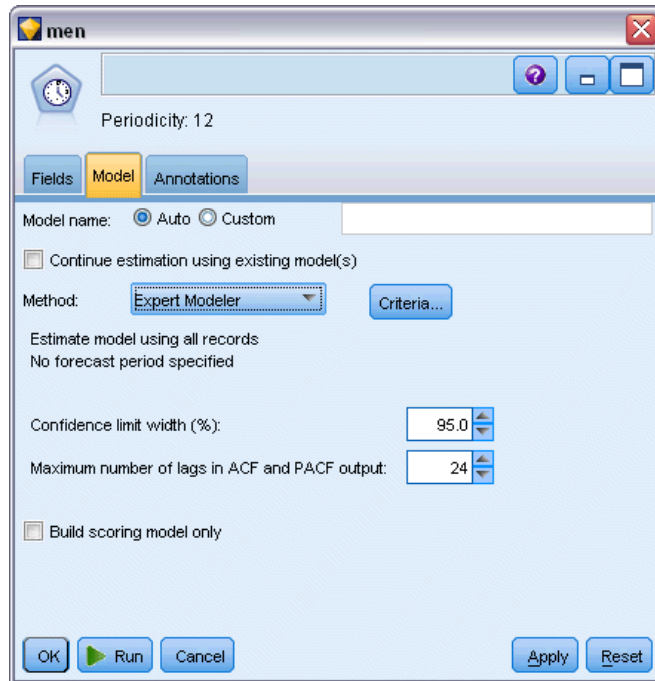 men
?
Periodicity: 12
Fields Model Annotations
Model name: Auto Custom
Continue estimation using existing model(s)
Method: Expert Modeler Criteria...
Estimate model using all records
No forecast period specified
Confidence limit width (%): 95.0
Maximum number of lags in ACF and PACF output: 24
Build scoring model only
OK Run Cancel Apply Reset